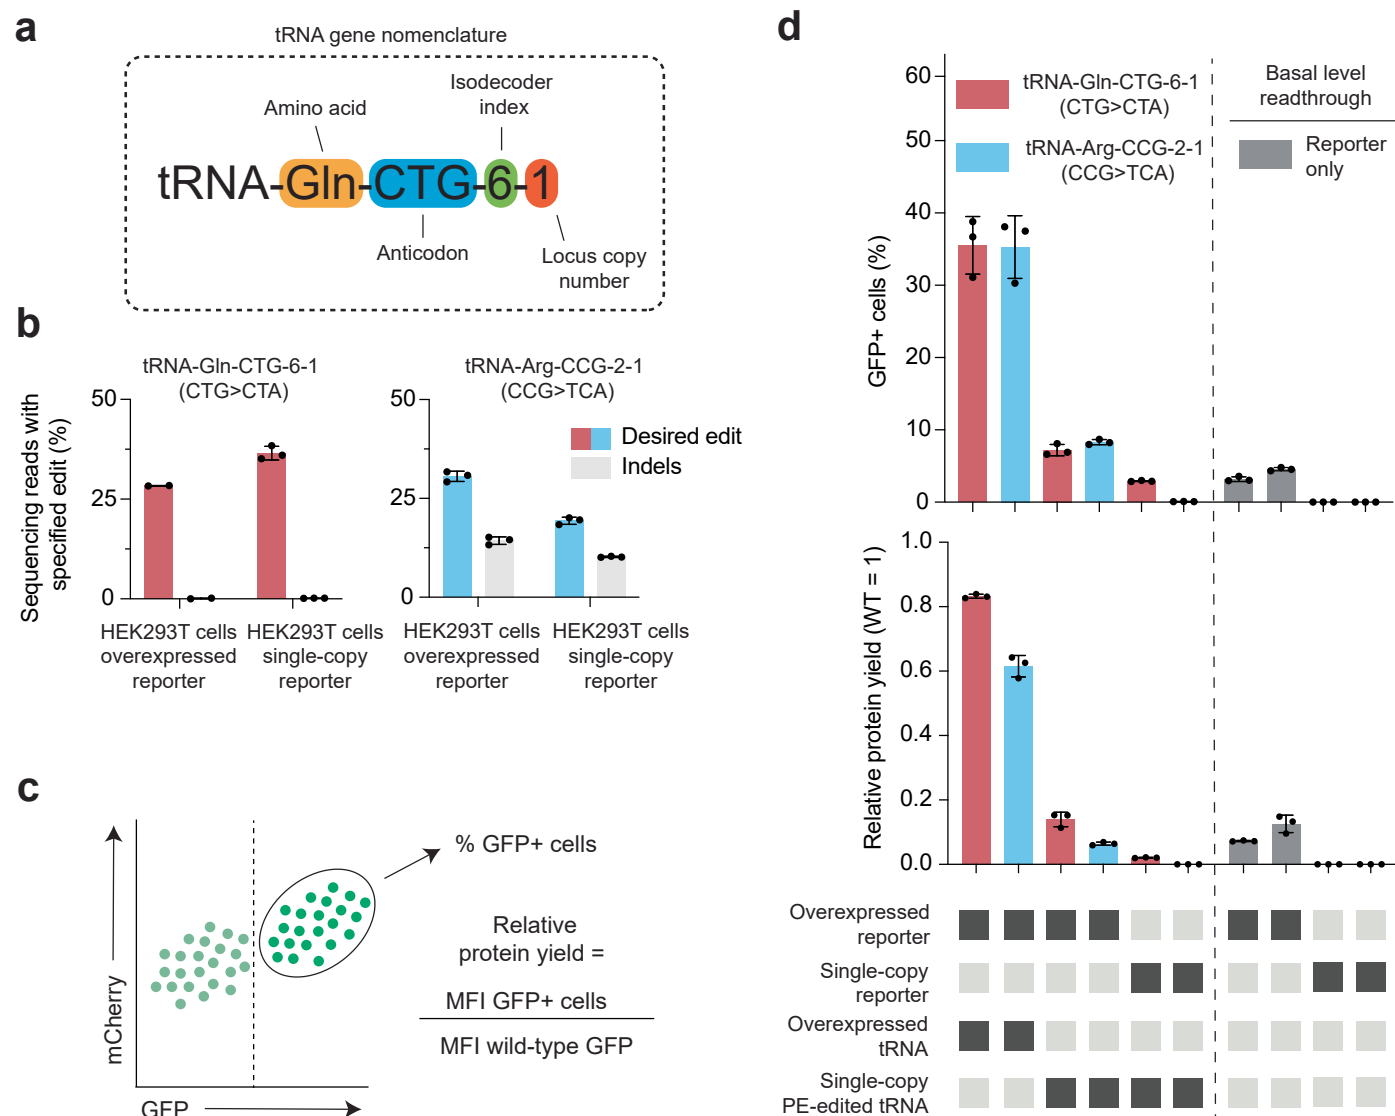 a
tRNA gene nomenclature
Isodecoder
index
Amino acid
tRNA-Gln-CTG-6-1
Anticodon
Locus copy
number
b
tRNA-Gln-CTG-6-1
(CTG>CTA)
tRNA-Arg-CCG-2-1
(CCG>TCA)
Sequencing reads with
specified edit (%)
50
25
0
50
25
0
Desired edit
Indels
HEK293T cells
overexpressed
reporter
HEK293T cells
single-copy
reporter
HEK293T cells
overexpressed
reporter
HEK293T cells
single-copy
reporter
c
mCherry
GFP
% GFP+ cells
Relative
protein yield =
MFI GFP+ cells
MFI wild-type GFP
d
GFP+ cells (%)
60
50
40
30
20
10
0
tRNA-Gln-CTG-6-1
(CTG>CTA)
tRNA-Arg-CCG-2-1
(CCG>TCA)
Basal level
readthrough
Reporter
only
Relative protein yield (WT = 1)
1.0
0.8
0.6
0.4
0.2
0.0
Overexpressed
reporter
Single-copy
reporter
Overexpressed
tRNA
Single-copy
PE-edited tRNA